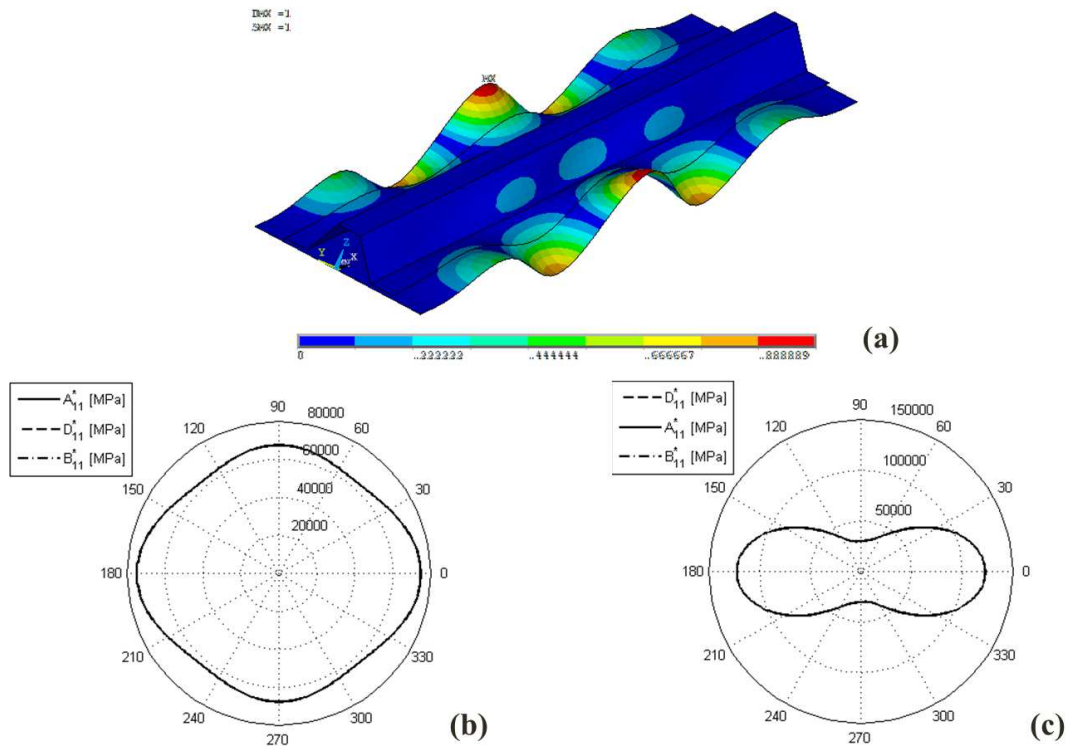 DMX =1
SMX =1
MX
Z
Y
X
0
.222222
.444444
.666667
.888889
(a)
A*11 [MPa]
D*11 [MPa]
B*11 [MPa]
90
80000
120
60
60000
150
40000
30
20000
180
0
210
330
240
300
270
(b)
D*11 [MPa]
A*11 [MPa]
B*11 [MPa]
90
150000
120
60
100000
150
50000
30
180
0
210
330
240
300
270
(c)